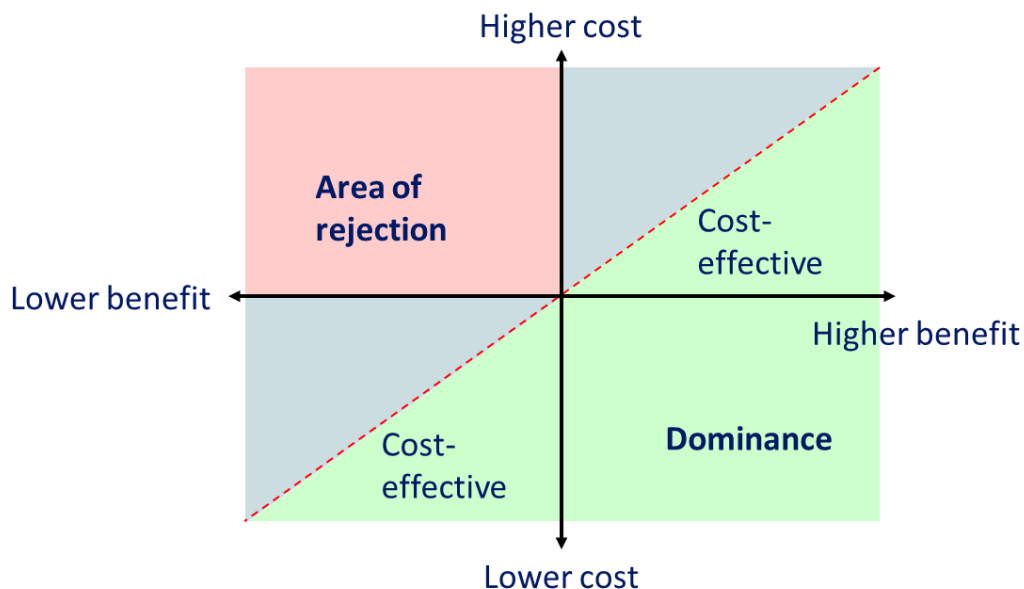 Higher cost
Area of
rejection
Cost-
effective
Lower benefit
Higher benefit
Cost-
effective
Dominance
Lower cost